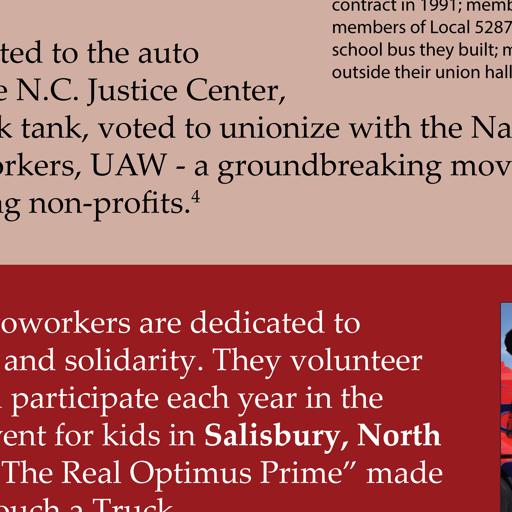 contract in 1991; memb
members of Local 5287
school bus they built; m
outside their union hall
ted to the auto
e N.C. Justice Center,
k tank, voted to unionize with the Na
orkers, UAW - a groundbreaking mov
ng non-profits.4
oworkers are dedicated to
and solidarity. They volunteer
participate each year in the
vent for kids in Salisbury, North
"The Real Optimus Prime” made
ouch a Truck